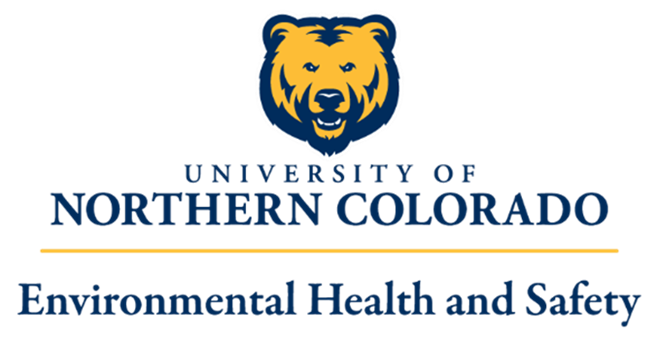 UNIVERSITY OF
NORTHERN COLORADO
Environmental Health and Safety